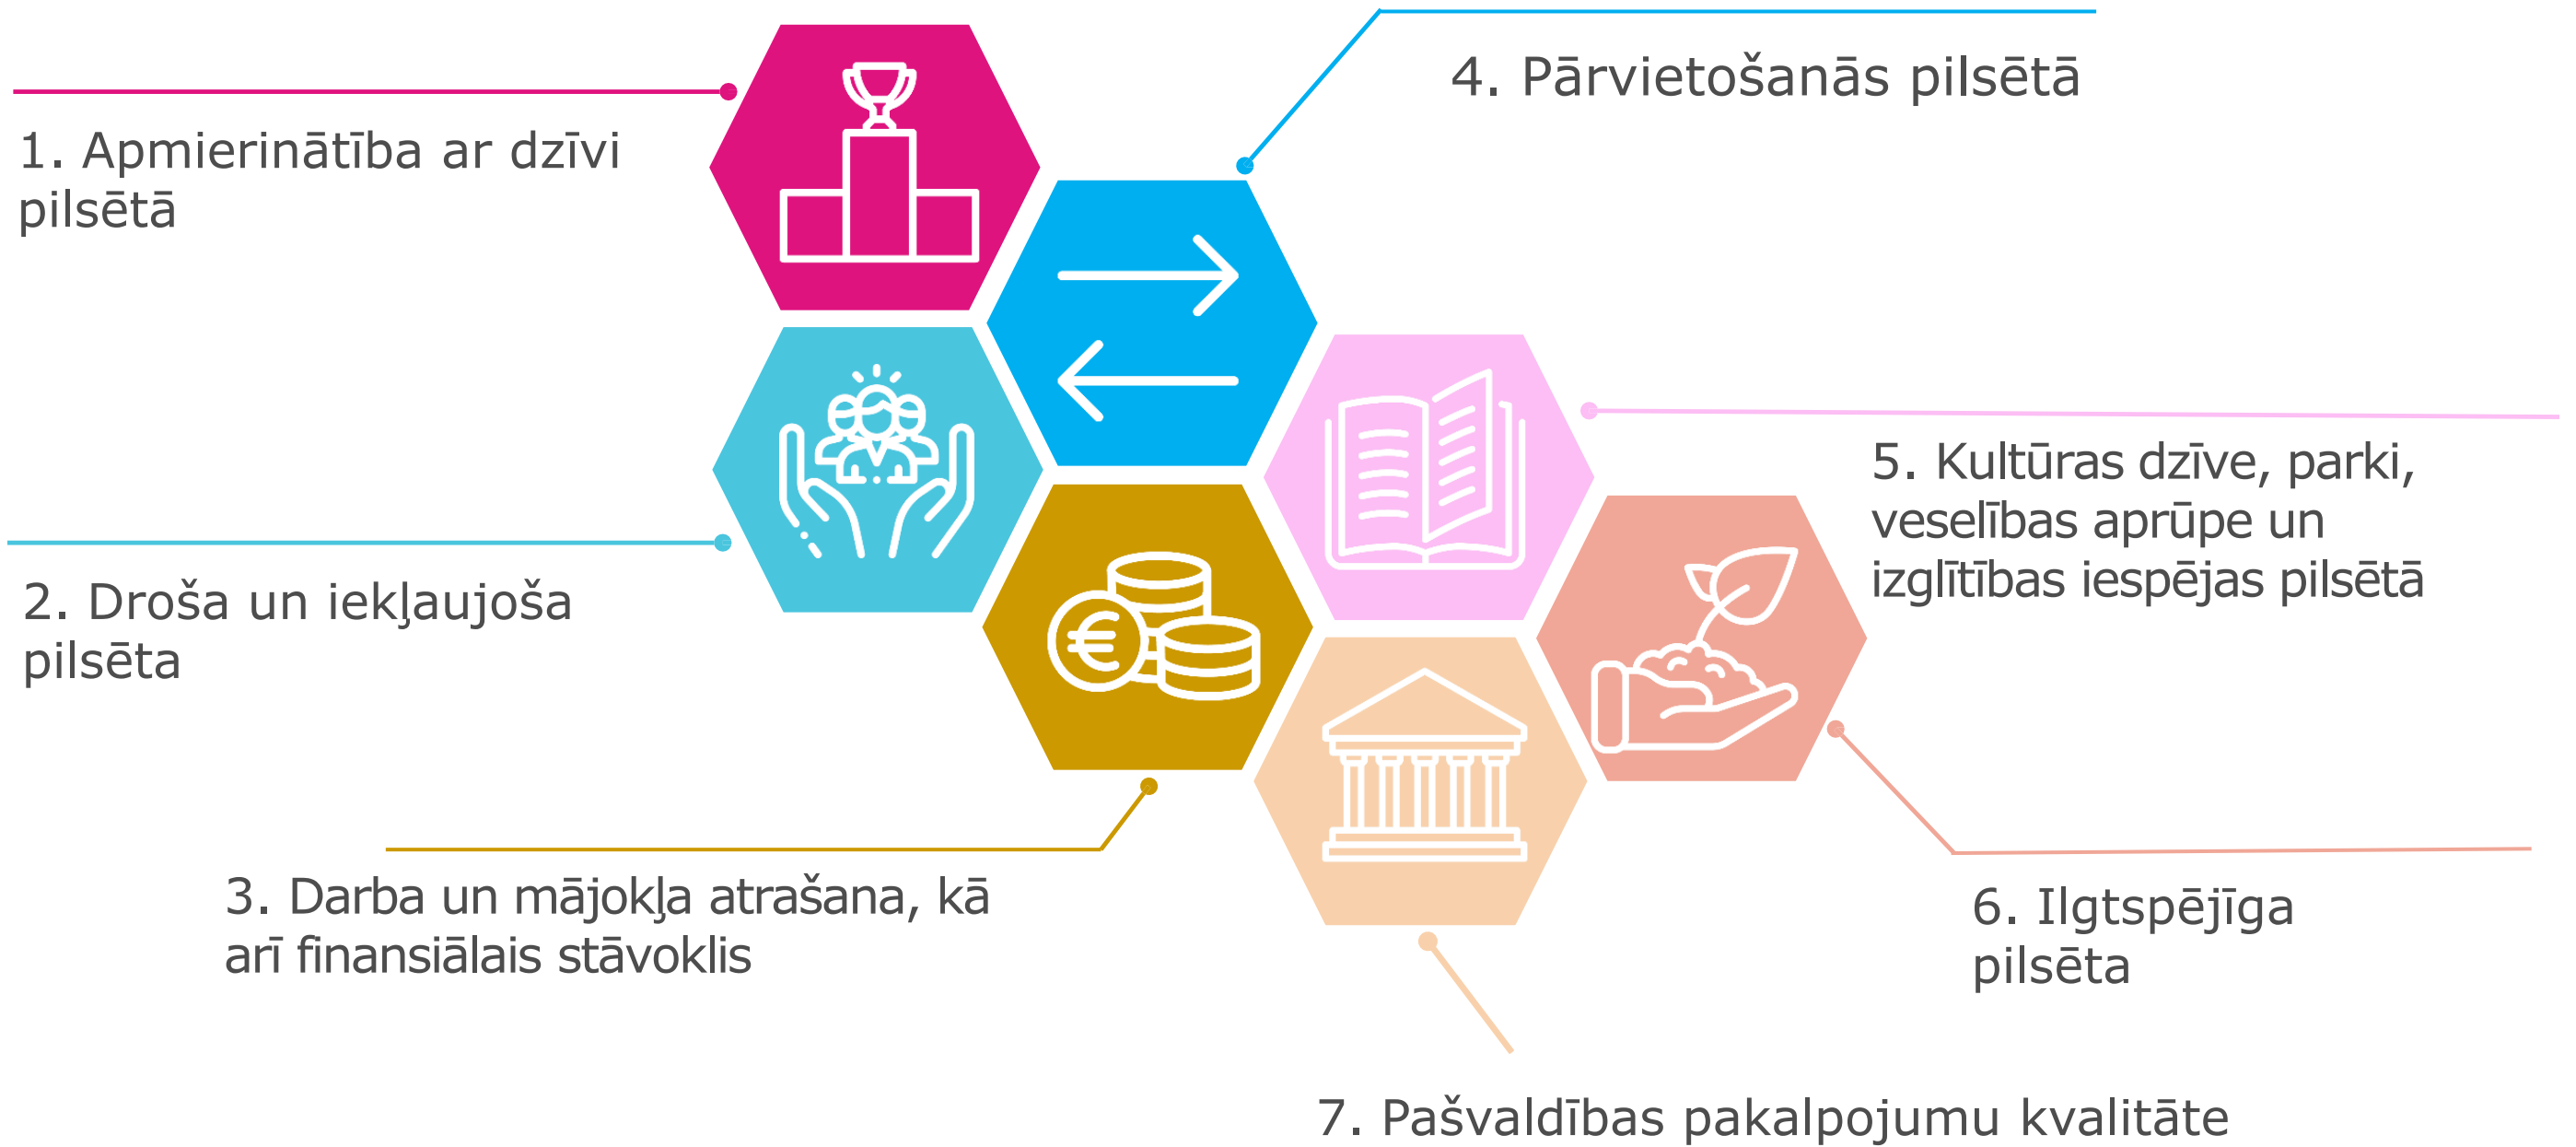 1. Apmierinātība ar dzīvi
pilsētā
2. Droša un iekļaujoša
pilsēta
3. Darba un mājokļa atrašana, kā
arī finansiālais stāvoklis
4. Pārvietošanās pilsētā
5. Kultūras dzīve, parki,
veselības aprūpe un
izglītības iespējas pilsētā
6. Ilgtspējīga
pilsēta
7. Pašvaldības pakalpojumu kvalitāte